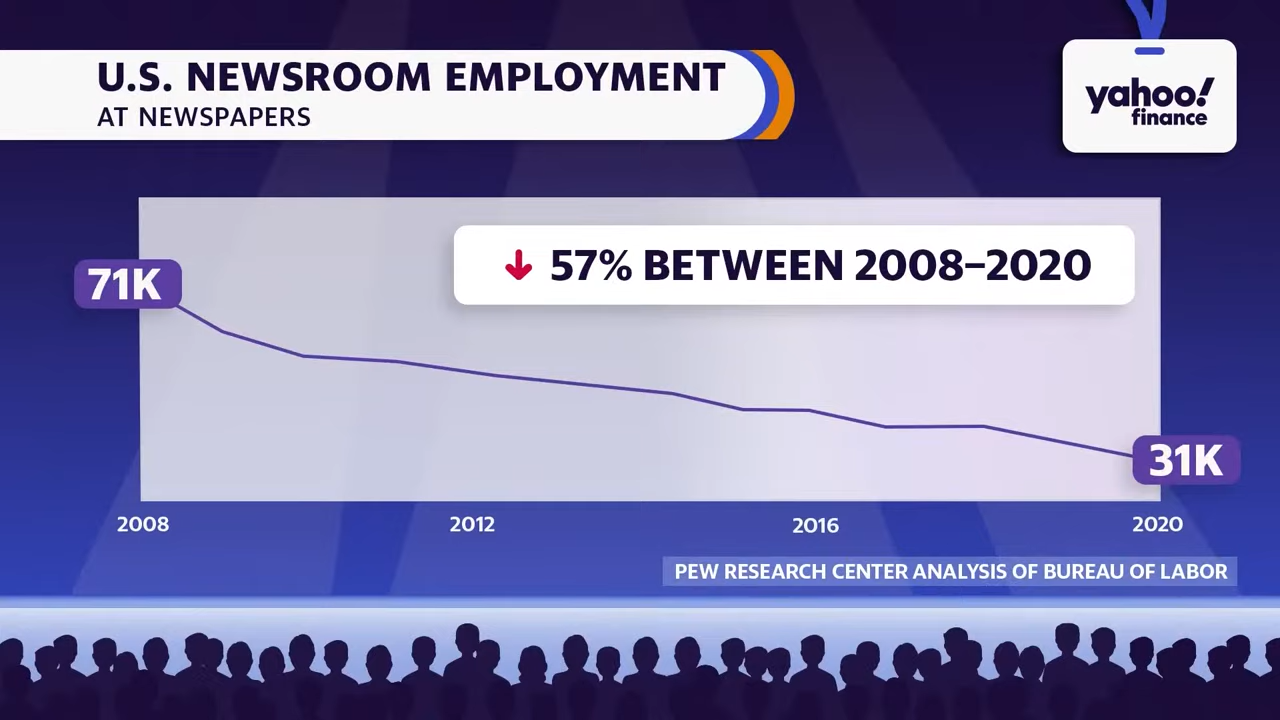 U.S. NEWSROOM EMPLOYMENT
AT NEWSPAPERS
yahoo!
finance
57% BETWEEN 2008–2020
71K
31K
2008
2012
2016
2020
PEW RESEARCH CENTER ANALYSIS OF BUREAU OF LABOR